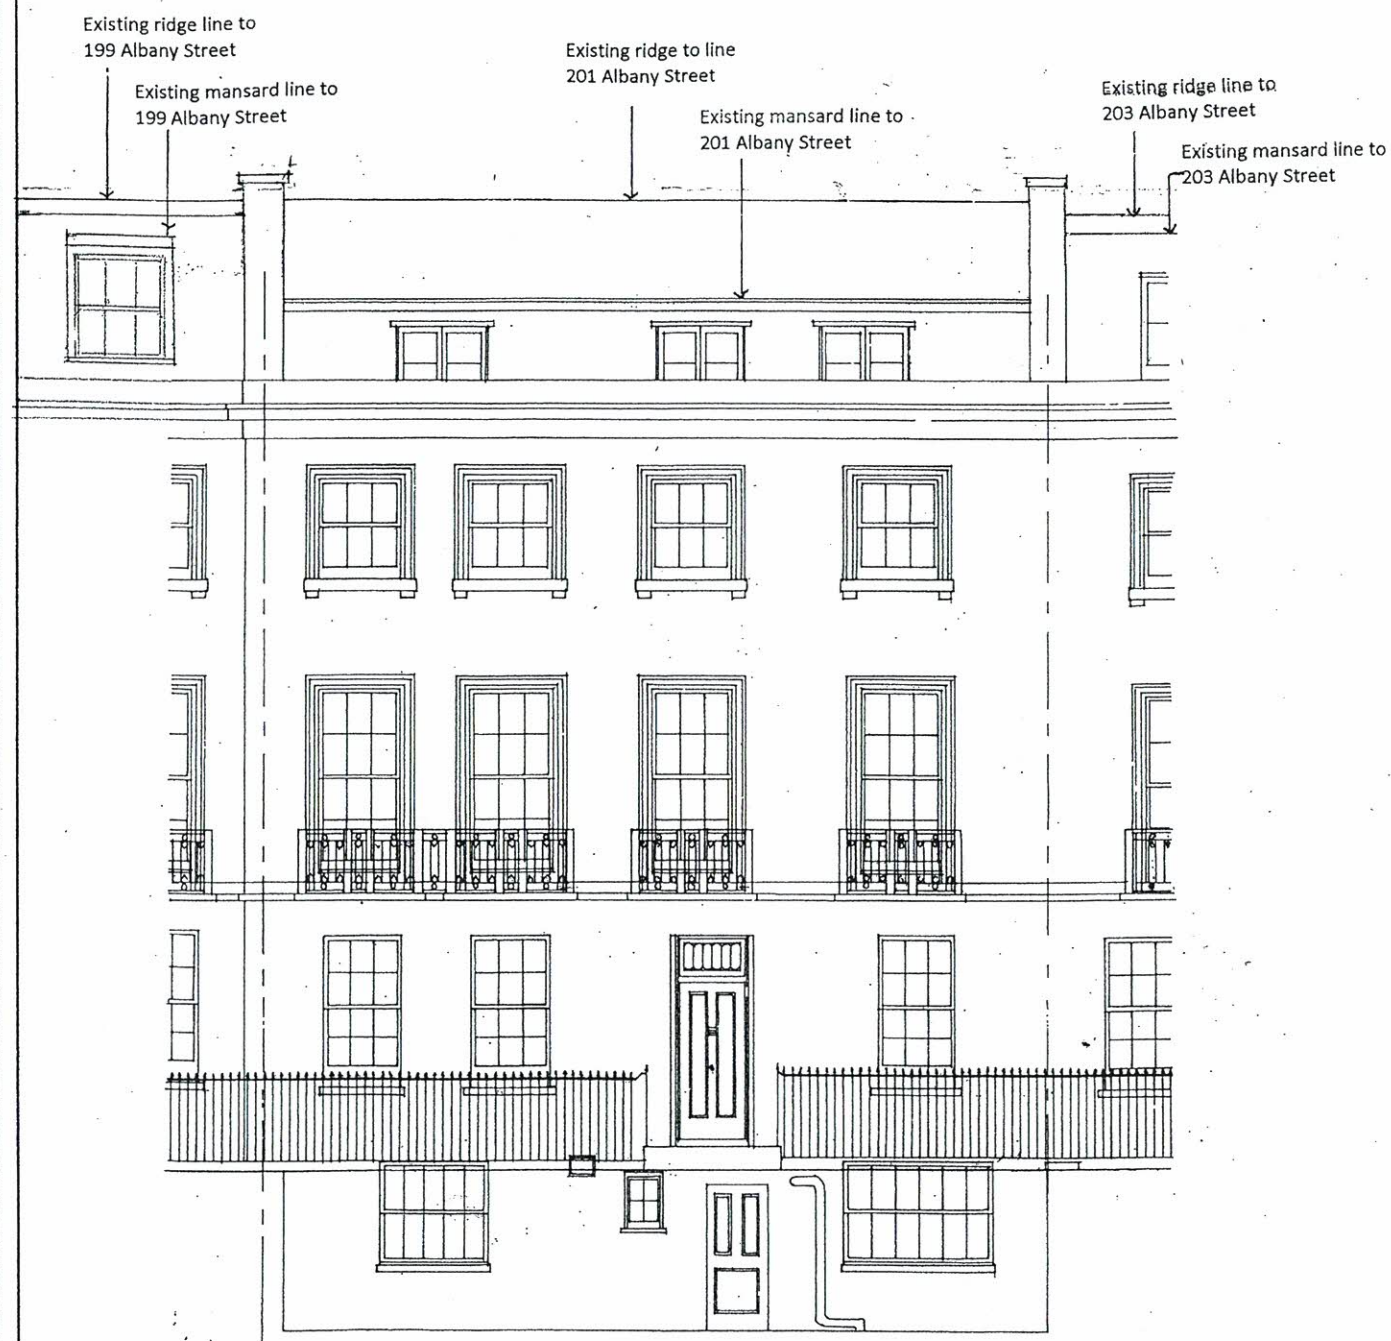 Existing ridge line to
199 Albany Street
Existing mansard line to
199 Albany Street
Existing ridge to line
201 Albany Street
Existing mansard line to
201 Albany Street
Existing ridge line to
203 Albany Street
Existing mansard line to
203 Albany Street